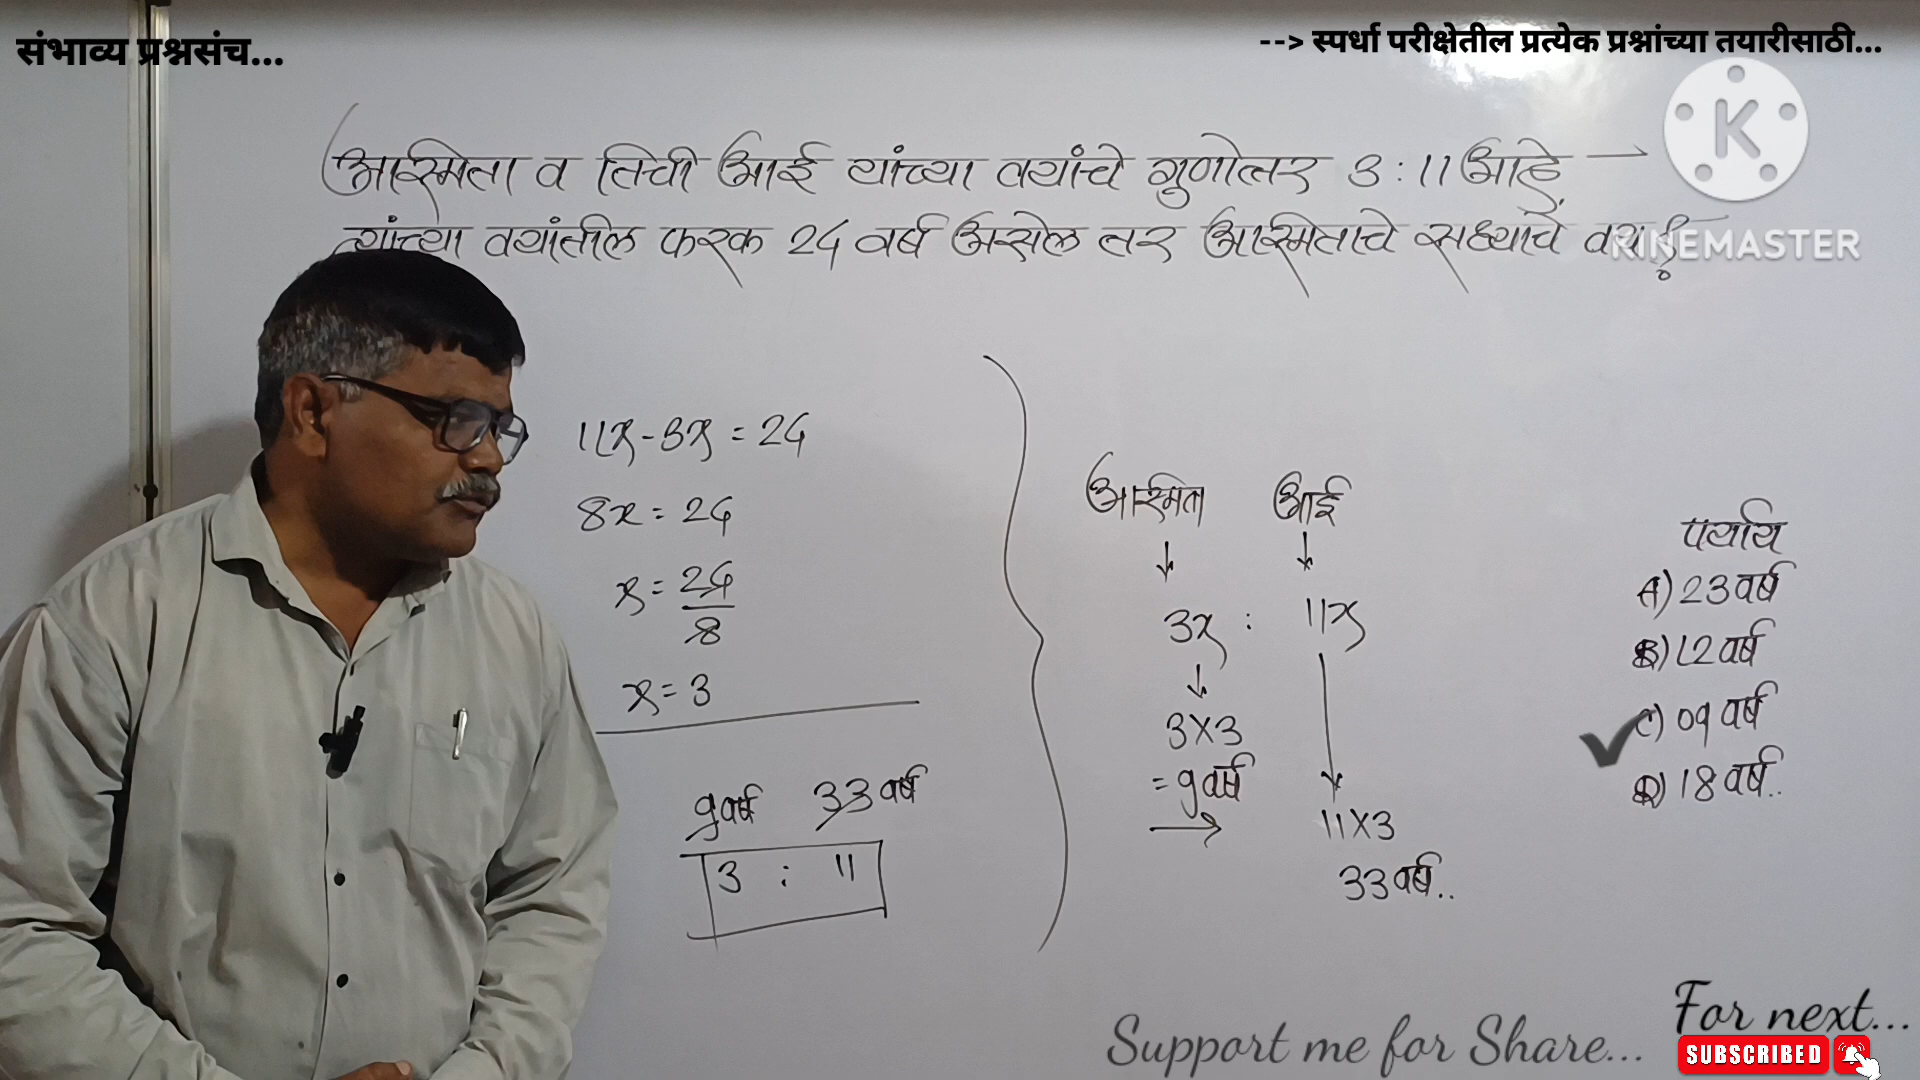 संभाव्य प्रश्नसंच...
--> स्पर्धा परीक्षेतील प्रत्येक प्रश्नांच्या तयारीसाठी...
आस्मिता व तिची आई यांच्या वयांचे गुणोत्तर 3 : 11 आहे
त्यांच्या वयांतील फरक 24 वर्ष असेल तर आस्मिताचे सध्याचे वय ?
K
KINEMASTER
11x - 3x = 24
8x = 24
x = 24
8
x = 3
9 वर्ष 33 वर्ष
3 : 11
आस्मिता आई
3x : 11x
3X3
= 9 वर्ष
11X3
33 वर्ष..
पर्याय
A) 23 वर्ष
B) 12 वर्ष
C) 09 वर्ष
D) 18 वर्ष..
Support me for Share...
For next...
SUBSCRIBED